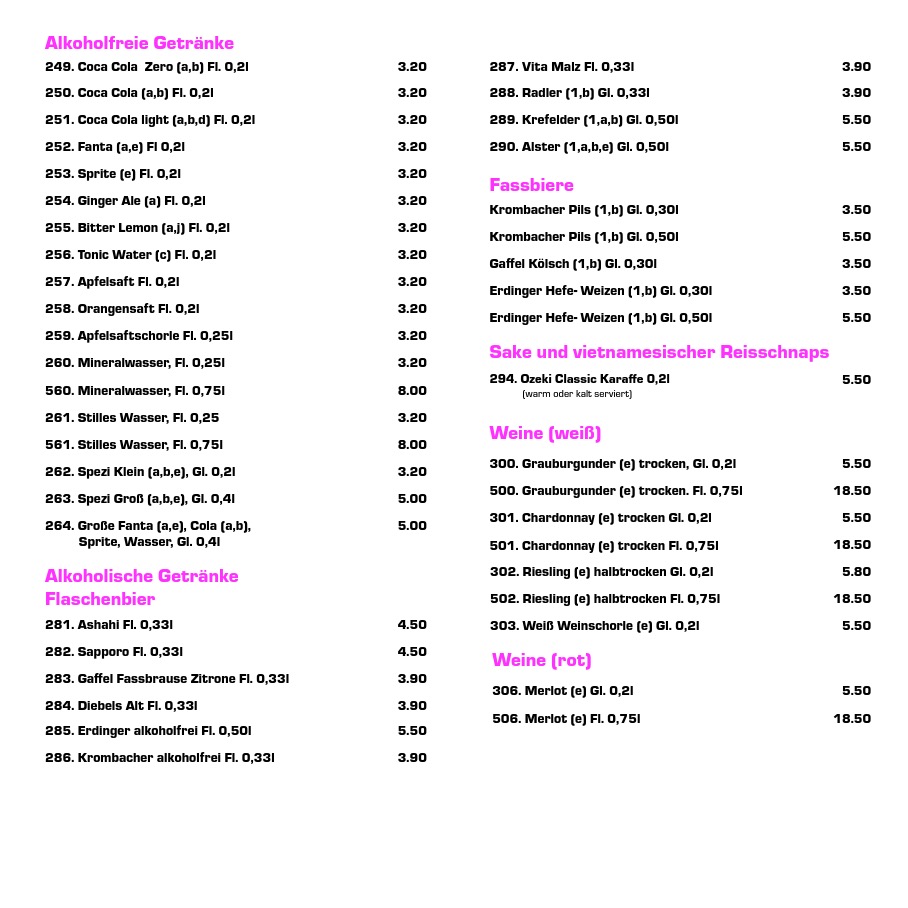 Alkoholfreie Getränke
249. Coca Cola  Zero (a,b) Fl. 0,2l 3.20
250. Coca Cola (a,b) Fl. 0,2l 3.20
251. Coca Cola light (a,b,d) Fl. 0,2l 3.20
252. Fanta (a,e) Fl 0,2l 3.20
253. Sprite (e) Fl. 0,2l 3.20
254. Ginger Ale (a) Fl. 0,2l 3.20
255. Bitter Lemon (a,j) Fl. 0,2l 3.20
256. Tonic Water (c) Fl. 0,2l 3.20
257. Apfelsaft Fl. 0,2l 3.20
258. Orangensaft Fl. 0,2l 3.20
259. Apfelsaftschorle Fl. 0,25l 3.20
260. Mineralwasser, Fl. 0,25l 3.20
560. Mineralwasser, Fl. 0,75l 8.00
261. Stilles Wasser, Fl. 0,25 3.20
561. Stilles Wasser, Fl. 0,75l 8.00
262. Spezi Klein (a,b,e), Gl. 0,2l 3.20
263. Spezi Groß (a,b,e), Gl. 0,4l 5.00
264. Große Fanta (a,e), Cola (a,b), 5.00
Sprite, Wasser, Gl. 0,4l
Alkoholische Getränke
Flaschenbier
281. Ashahi Fl. 0,33l 4.50
282. Sapporo Fl. 0,33l 4.50
283. Gaffel Fassbrause Zitrone Fl. 0,33l 3.90
284. Diebels Alt Fl. 0,33l 3.90
285. Erdinger alkoholfrei Fl. 0,50l 5.50
286. Krombacher alkoholfrei Fl. 0,33l 3.90
287. Vita Malz Fl. 0,33l 3.90
288. Radler (1,b) Gl. 0,33l 3.90
289. Krefelder (1,a,b) Gl. 0,50l 5.50
290. Alster (1,a,b,e) Gl. 0,50l 5.50
Fassbiere
Krombacher Pils (1,b) Gl. 0,30l 3.50
Krombacher Pils (1,b) Gl. 0,50l 5.50
Gaffel Kölsch (1,b) Gl. 0,30l 3.50
Erdinger Hefe- Weizen (1,b) Gl. 0,30l 3.50
Erdinger Hefe- Weizen (1,b) Gl. 0,50l 5.50
Sake und vietnamesischer Reisschnaps
294. Ozeki Classic Karaffe 0,2l 5.50
(warm oder kalt serviert)
Weine (weiß)
300. Grauburgunder (e) trocken, Gl. 0,2l 5.50
500. Grauburgunder (e) trocken. Fl. 0,75l 18.50
301. Chardonnay (e) trocken Gl. 0,2l 5.50
501. Chardonnay (e) trocken Fl. 0,75l 18.50
302. Riesling (e) halbtrocken Gl. 0,2l 5.80
502. Riesling (e) halbtrocken Fl. 0,75l 18.50
303. Weiß Weinschorle (e) Gl. 0,2l 5.50
Weine (rot)
306. Merlot (e) Gl. 0,2l 5.50
506. Merlot (e) Fl. 0,75l 18.50